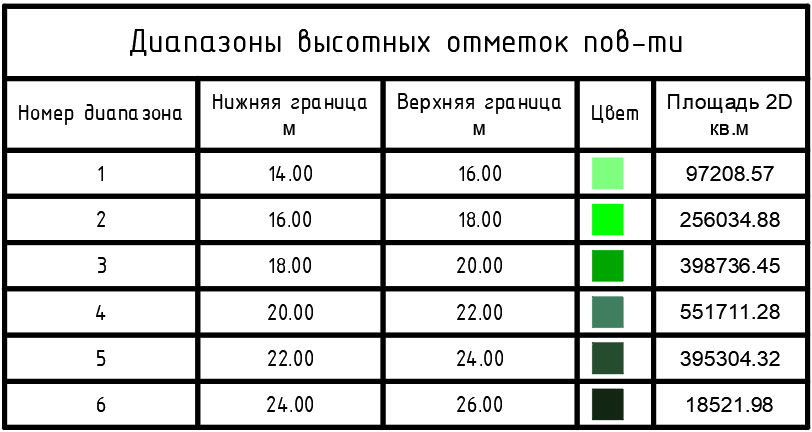 Диапазоны высотных отметок пов-ти
Номер диапазона Нижняя граница м Верхняя граница м Цвет Площадь 2D кв.м
1 14.00 16.00 97208.57
2 16.00 18.00 256034.88
3 18.00 20.00 398736.45
4 20.00 22.00 551711.28
5 22.00 24.00 395304.32
6 24.00 26.00 18521.98